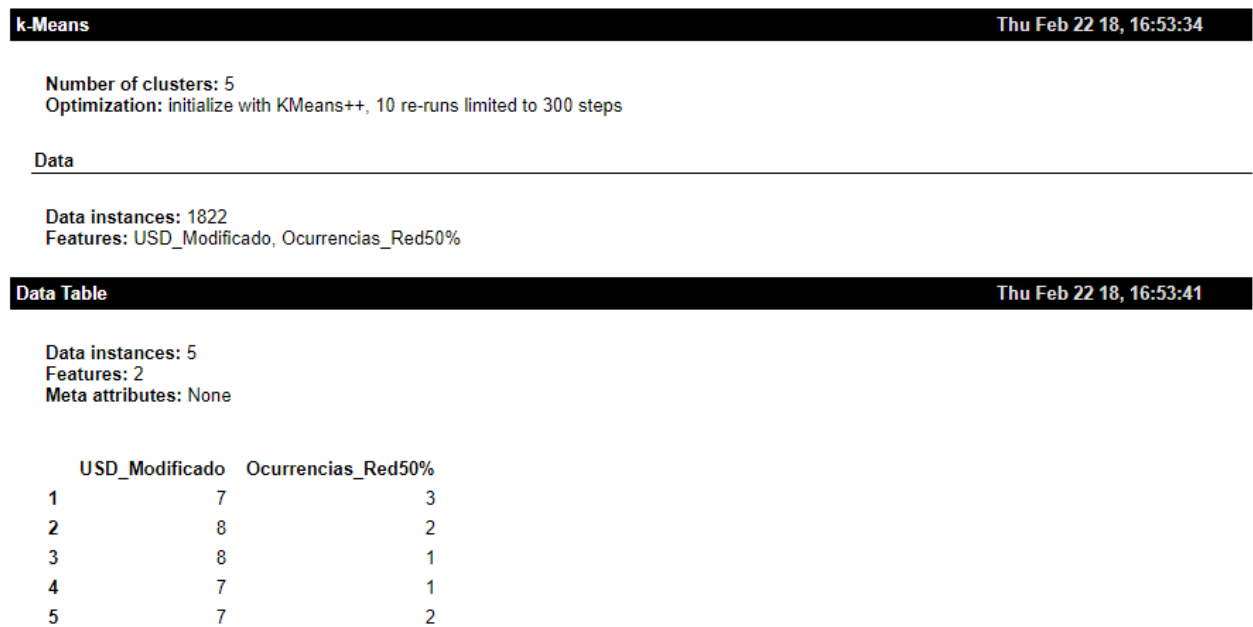 k-Means Thu Feb 22 18, 16:53:34
Number of clusters: 5
Optimization: initialize with KMeans++, 10 re-runs limited to 300 steps
Data
Data instances: 1822
Features: USD_Modificado, Ocurrencias_Red50%
Data Table Thu Feb 22 18, 16:53:41
Data instances: 5
Features: 2
Meta attributes: None
USD_Modificado Ocurrencias_Red50%
1 7 3
2 8 2
3 8 1
4 7 1
5 7 2